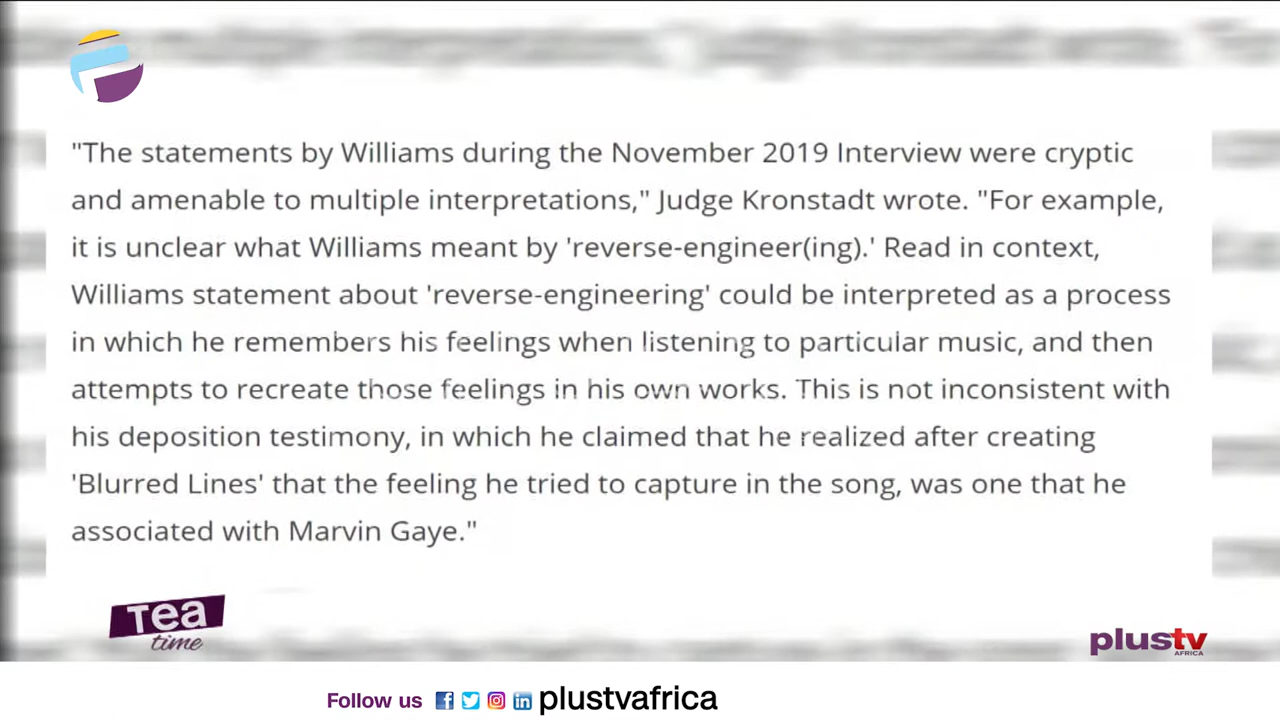 "The statements by Williams during the November 2019 Interview were cryptic
and amenable to multiple interpretations," Judge Kronstadt wrote. "For example,
it is unclear what Williams meant by 'reverse-engineer(ing).' Read in context,
Williams statement about 'reverse-engineering' could be interpreted as a process
in which he remembers his feelings when listening to particular music, and then
attempts to recreate those feelings in his own works. This is not inconsistent with
his deposition testimony, in which he claimed that he realized after creating
'Blurred Lines' that the feeling he tried to capture in the song, was one that he
associated with Marvin Gaye."
Tea
time
plustv
AFRICA
Follow us plustvafrica